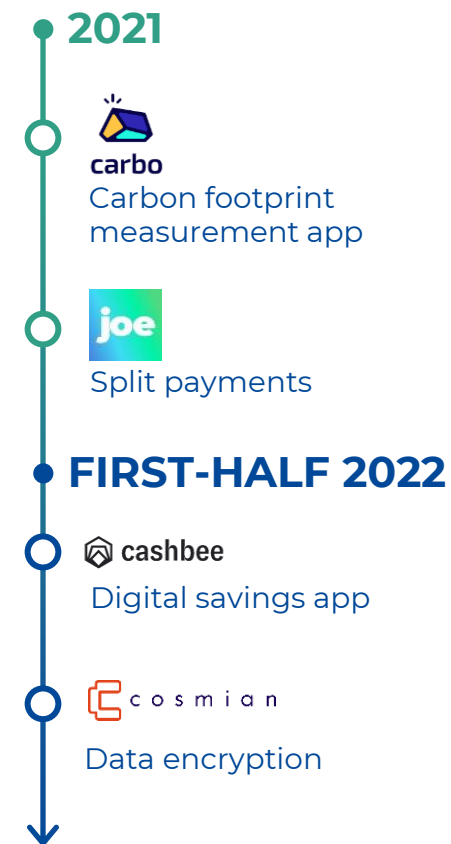 2021
carbo
Carbon footprint
measurement app
joe
Split payments
FIRST-HALF 2022
cashbee
Digital savings app
cosmian
Data encryption